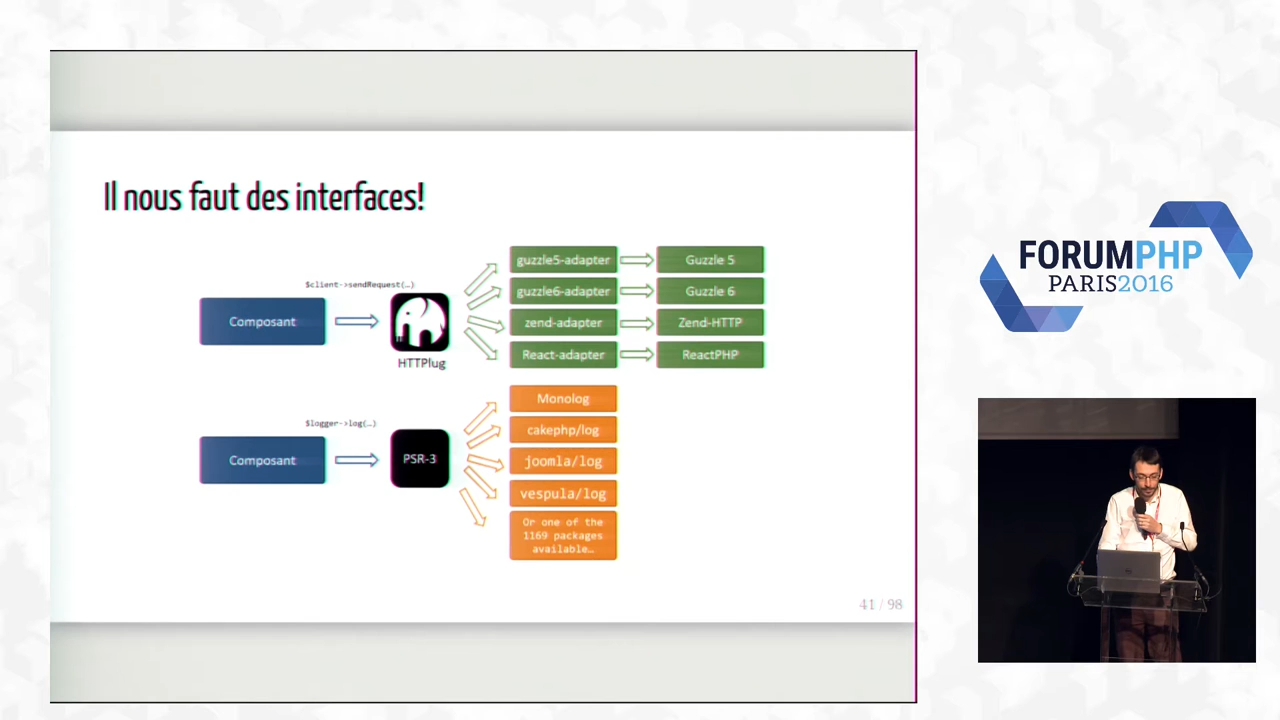 Il nous faut des interfaces!
$client->sendRequest(…)
Composant
HTTPlug
guzzle5-adapter
Guzzle 5
guzzle6-adapter
Guzzle 6
zend-adapter
Zend-HTTP
React-adapter
ReactPHP
$logger->log(…)
Composant
PSR-3
Monolog
cakephp/log
joomla/log
vespula/log
Or one of the
1169 packages
available…
41 / 98
FORUMPHP
PARIS2016